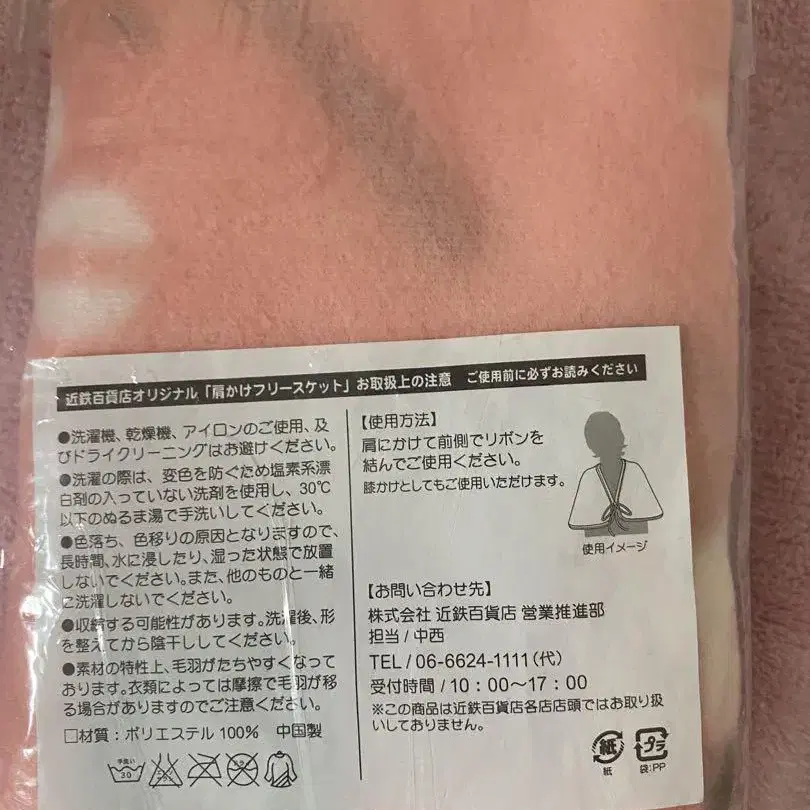 近鉄百貨店オリジナル「肩かけフリースケット」お取扱上の注意 ご使用前に必ずお読みください
●洗濯機、乾燥機、アイロンのご使用、及
びドライクリーニングはお避けください。
●洗濯の際は、変色を防ぐため塩素系漂
白剤の入っていない洗剤を使用し、30℃
以下のぬるま湯で手洗いしてください。
●色落ち、色移りの原因となりますので、
長時間、水に浸したり、湿った状態で放置
しないでください。また、他のものと一緒
に洗濯しないでください。
●収縮する可能性があります。洗濯後、形
を整えてから陰干ししてください。
●素材の特性上、毛羽がたちやすくなって
おります。衣類によっては摩擦で毛羽が移
る場合がありますのでご注意ください。
□材質：ポリエステル100% 中国製
手洗い
30
【使用方法】
肩にかけて前側でリボンを
結んでご使用ください。
膝かけとしてもご使用いただけます。
使用イメージ
【お問い合わせ先】
株式会社 近鉄百貨店 営業推進部
担当/中西
TEL/06-6624-1111(代)
受付時間/10：00～17：00
※この商品は近鉄百貨店各店店頭ではお取り扱
いしておりません。
紙
紙
プラ
袋:PP